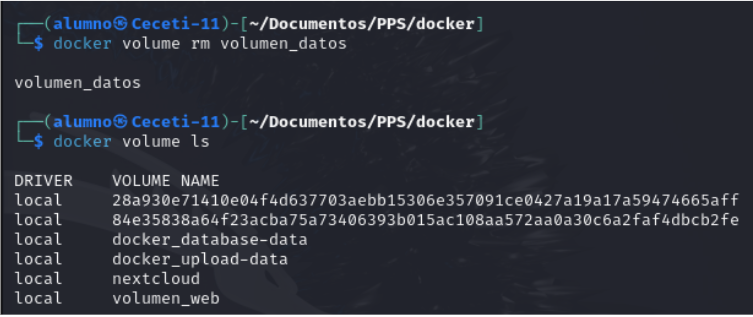 ┌──(alumno㉿Ceceti-11)-[~/Documentos/PPS/docker]
└─$ docker volume rm volumen_datos
volumen_datos
┌──(alumno㉿Ceceti-11)-[~/Documentos/PPS/docker]
└─$ docker volume ls
DRIVER    VOLUME NAME
local     28a930e71410e04f4d637703aebb15306e357091ce0427a19a17a59474665aff
local     84e35838a64f23acba75a73406393b015ac108aa572aa0a30c6a2faf4dbcb2fe
local     docker_database-data
local     docker_upload-data
local     nextcloud
local     volumen_web